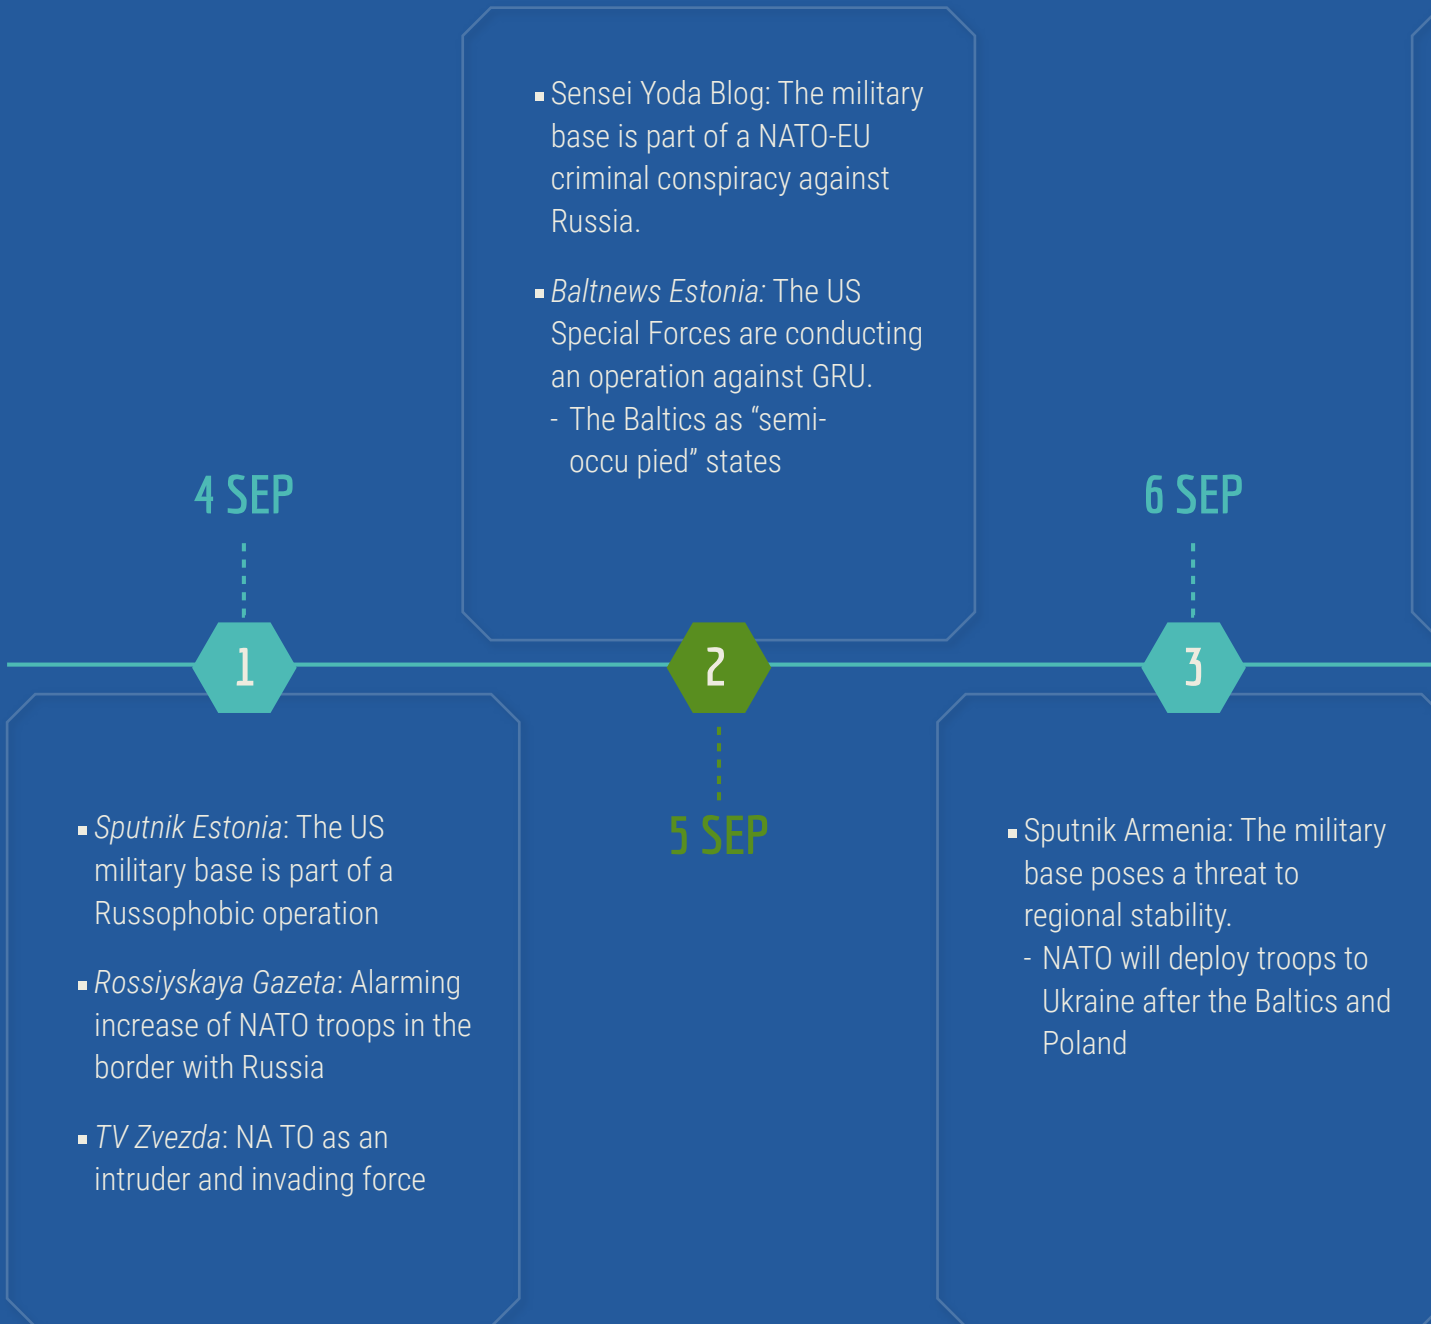 4 SEP
1
▪ Sputnik Estonia: The US
military base is part of a
Russophobic operation
▪ Rossiyskaya Gazeta: Alarming
increase of NATO troops in the
border with Russia
▪ TV Zvezda: NA TO as an
intruder and invading force
▪ Sensei Yoda Blog: The military
base is part of a NATO-EU
criminal conspiracy against
Russia.
▪ Baltnews Estonia: The US
Special Forces are conducting
an operation against GRU.
- The Baltics as “semi-
occu pied” states
2
5 SEP
6 SEP
3
▪ Sputnik Armenia: The military
base poses a threat to
regional stability.
- NATO will deploy troops to
Ukraine after the Baltics and
Poland